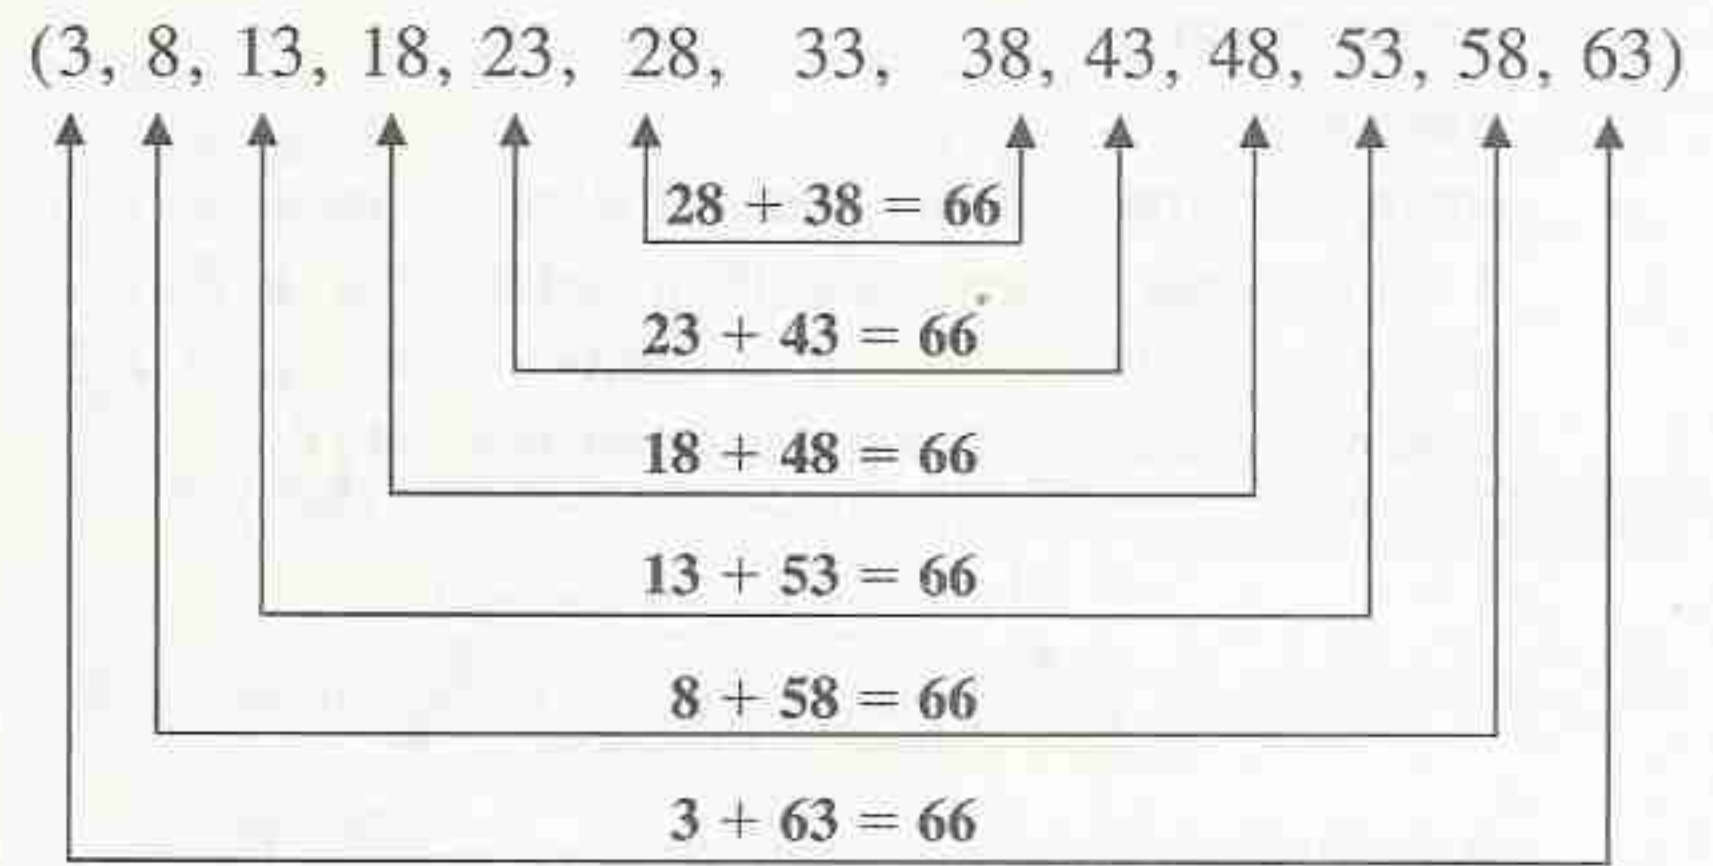 (3, 8, 13, 18, 23, 28, 33, 38, 43, 48, 53, 58, 63)
28 + 38 = 66
23 + 43 = 66
18 + 48 = 66
13 + 53 = 66
8 + 58 = 66
3 + 63 = 66